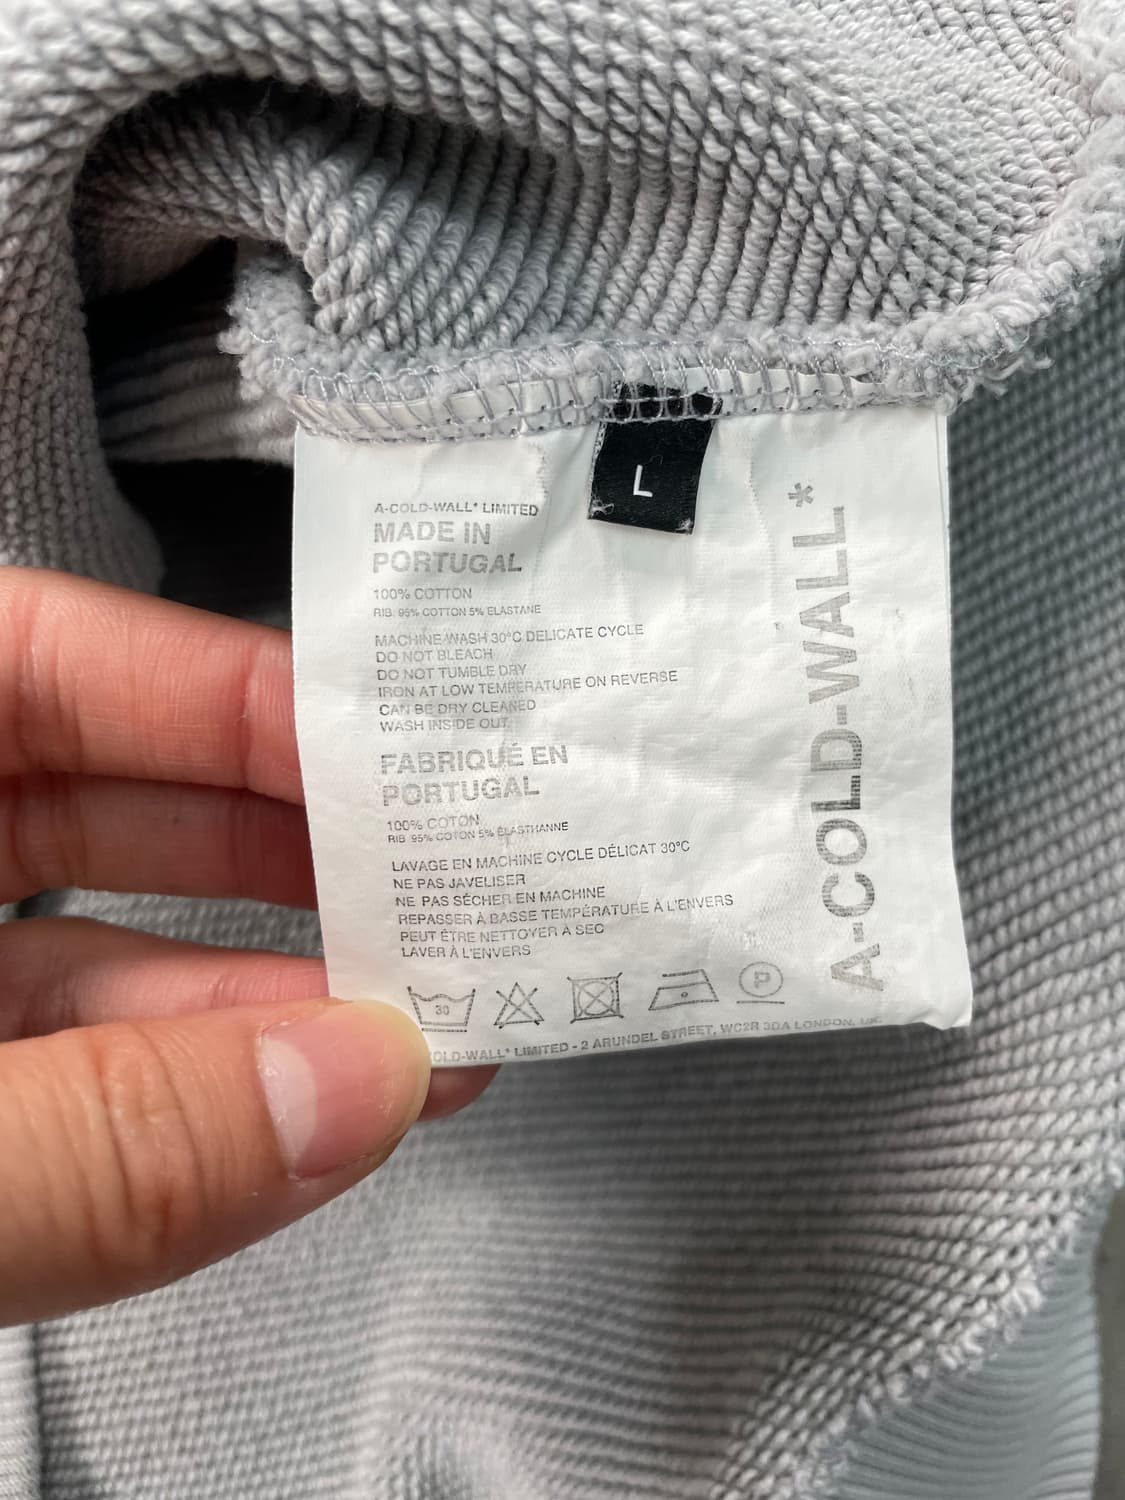 L
A-COLD-WALL* LIMITED
MADE IN
PORTUGAL
100% COTTON
RIB: 95% COTTON 5% ELASTANE
MACHINE WASH 30°C DELICATE CYCLE
DO NOT BLEACH
DO NOT TUMBLE DRY
IRON AT LOW TEMPERATURE ON REVERSE
CAN BE DRY CLEANED
WASH INSIDE OUT
FABRIQUÉ EN
PORTUGAL
100% COTON
RIB 95% COTON 5% ÉLASTHANNE
LAVAGE EN MACHINE CYCLE DÉLICAT 30°C
NE PAS JAVELISER
NE PAS SÉCHER EN MACHINE
REPASSER À BASSE TEMPÉRATURE À L'ENVERS
PEUT ÊTRE NETTOYER À SEC
LAVER À L'ENVERS
30
P
OLD-WALL* LIMITED - 2 ARUNDEL STREET, WC2R 3DA LONDON, UK
A-COLD-WALL*